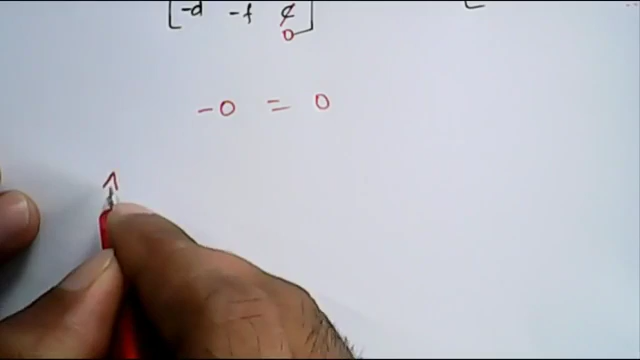 -d -f ¢
0
-0 = 0